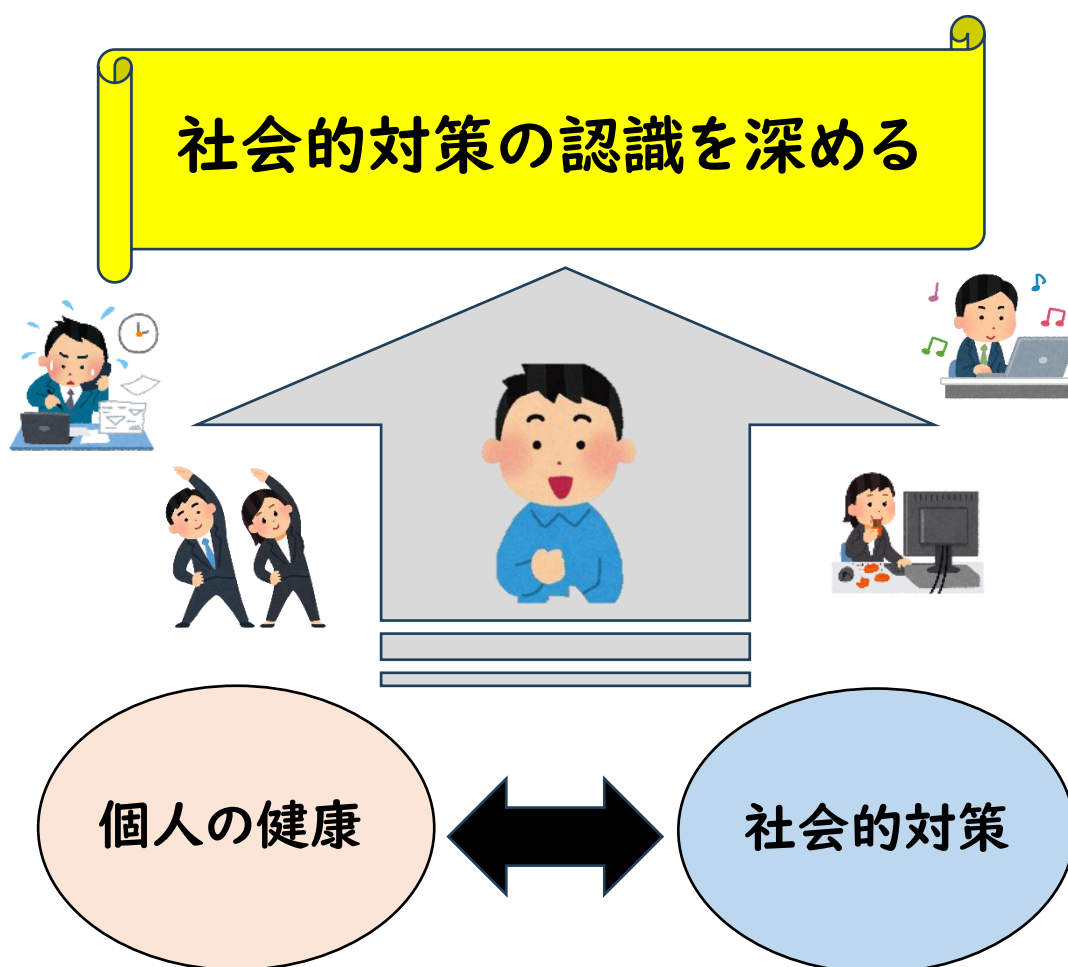 社会的対策の認識を深める
個人の健康
社会的対策